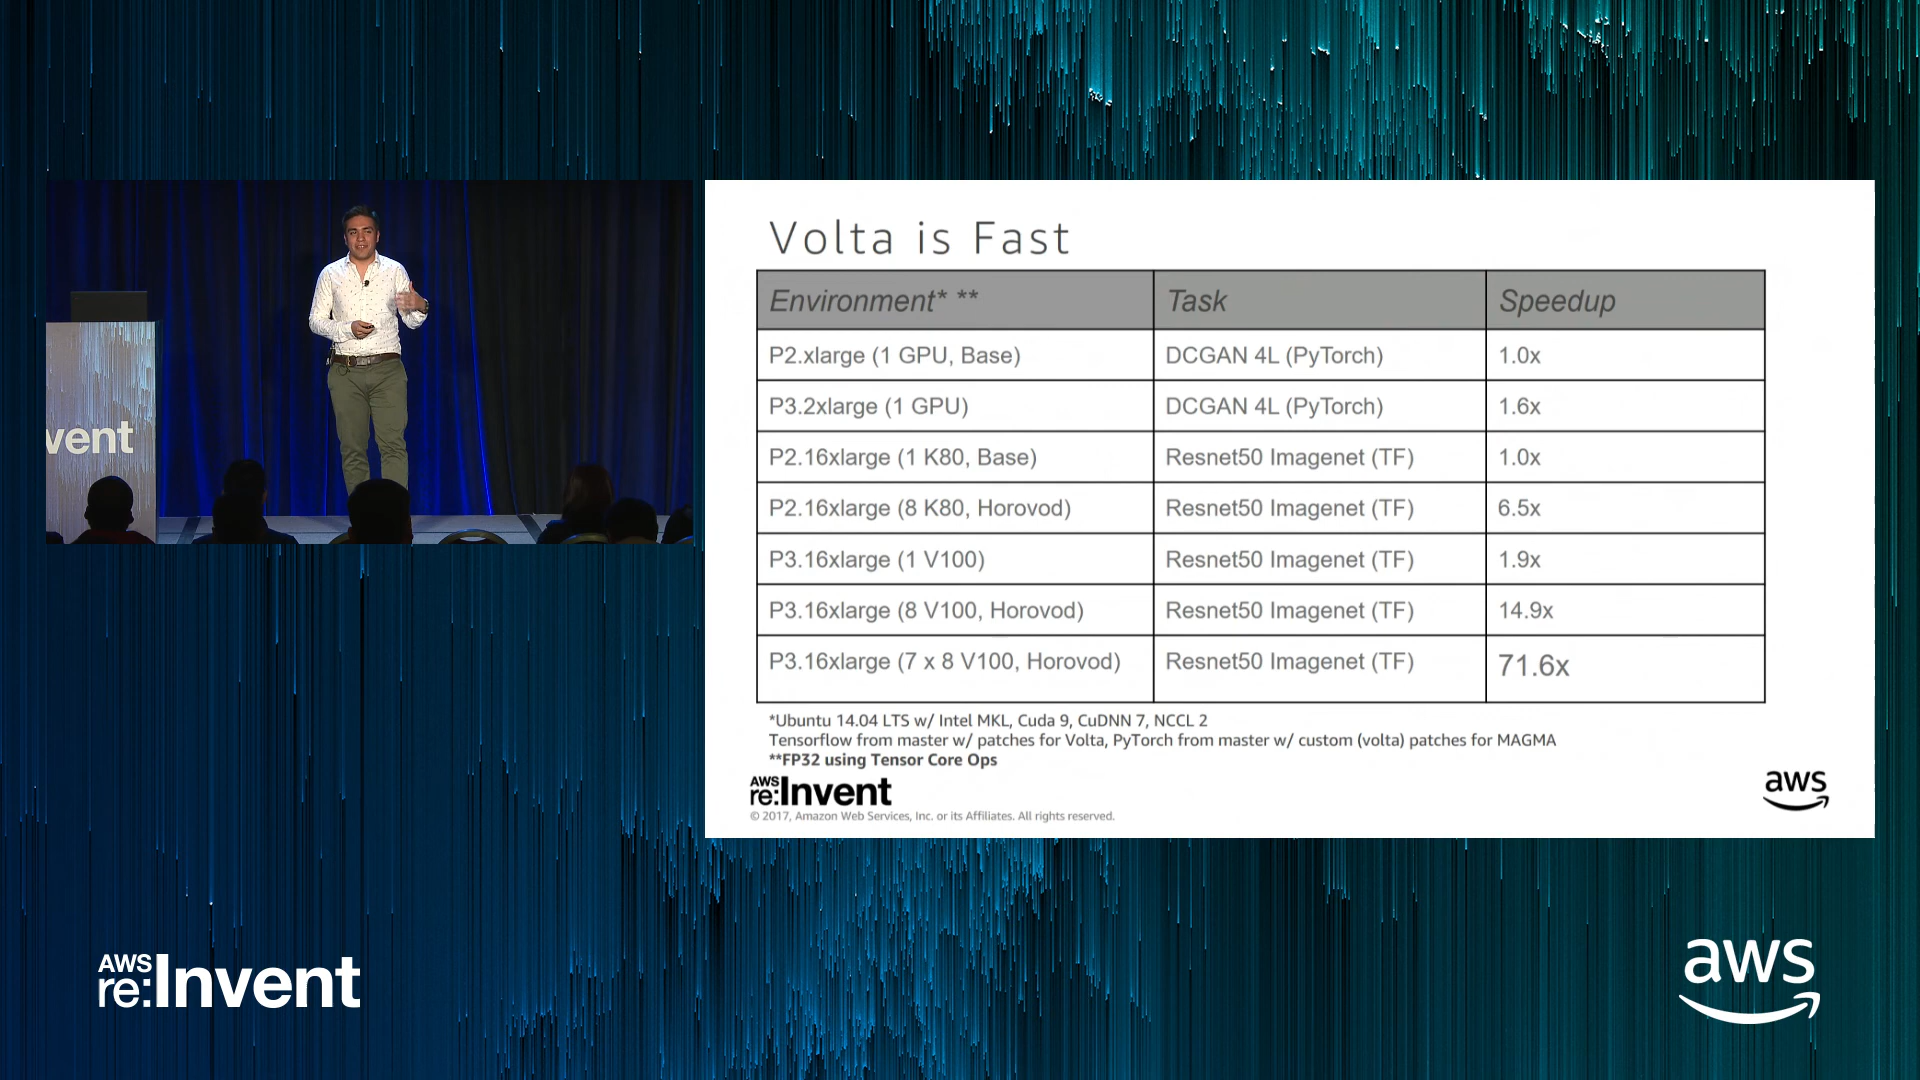 vent
Volta is Fast
Environment* ** Task Speedup
P2.xlarge (1 GPU, Base) DCGAN 4L (PyTorch) 1.0x
P3.2xlarge (1 GPU) DCGAN 4L (PyTorch) 1.6x
P2.16xlarge (1 K80, Base) Resnet50 Imagenet (TF) 1.0x
P2.16xlarge (8 K80, Horovod) Resnet50 Imagenet (TF) 6.5x
P3.16xlarge (1 V100) Resnet50 Imagenet (TF) 1.9x
P3.16xlarge (8 V100, Horovod) Resnet50 Imagenet (TF) 14.9x
P3.16xlarge (7 x 8 V100, Horovod) Resnet50 Imagenet (TF) 71.6x
*Ubuntu 14.04 LTS w/ Intel MKL, Cuda 9, CuDNN 7, NCCL 2
Tensorflow from master w/ patches for Volta, PyTorch from master w/ custom (volta) patches for MAGMA
**FP32 using Tensor Core Ops
AWS
re:Invent
aws
© 2017, Amazon Web Services, Inc. or its Affiliates. All rights reserved.
AWS
re:Invent
aws